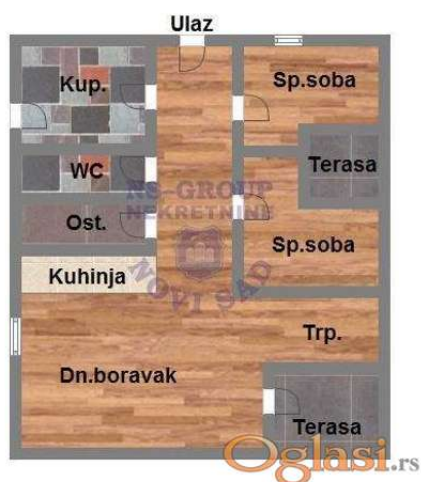 Ulaz
Kup.
Sp.soba
WC
Terasa
NS-GROUP
NEKRETNINE
Ost.
Sp.soba
Kuhinja
NOVI SAD
Trp.
Dn.boravak
Terasa
Oglasi.rs